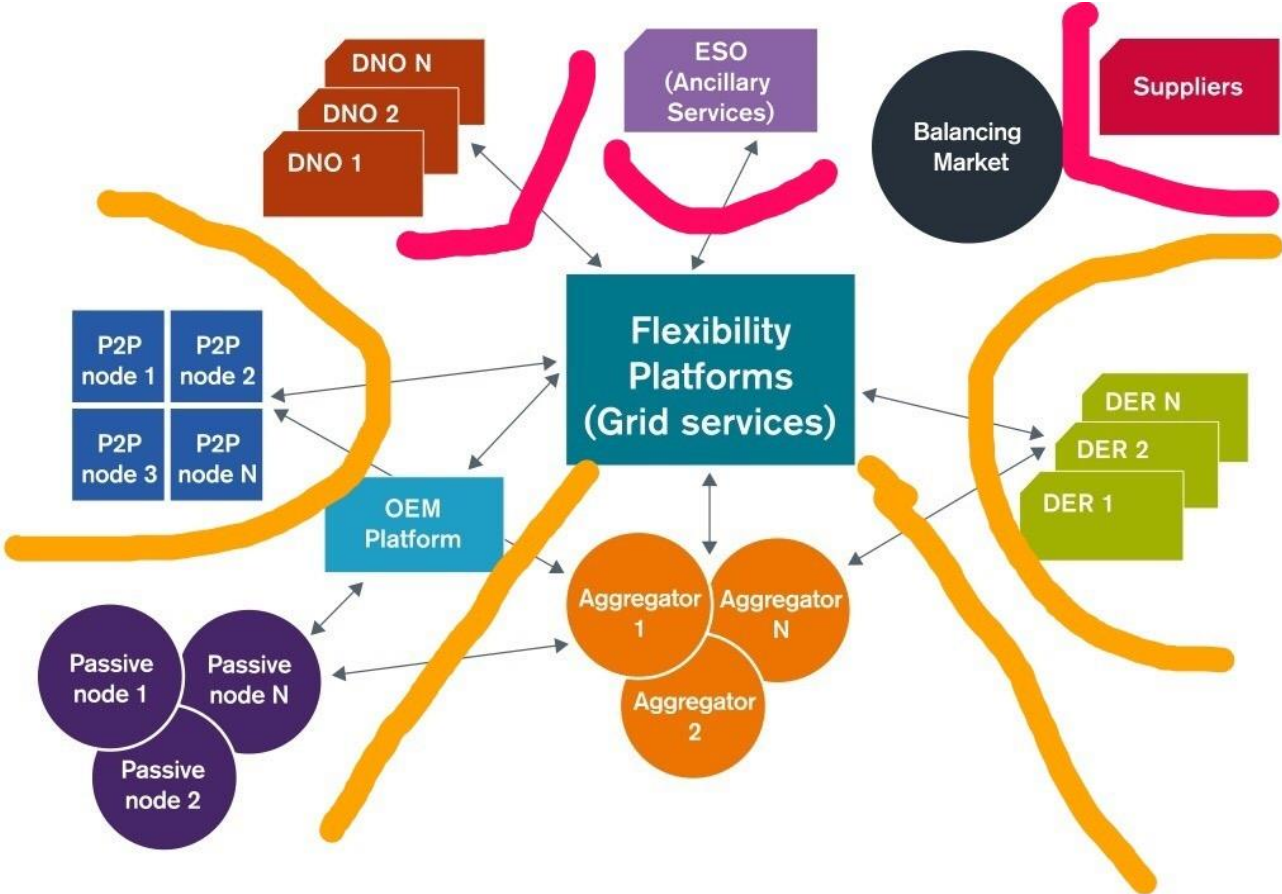 DNO N
DNO 2
DNO 1
ESO
(Ancillary
Services)
Balancing
Market
Suppliers
P2P
node 1
P2P
node 2
P2P
node 3
P2P
node N
Flexibility
Platforms
(Grid services)
DER N
DER 2
DER 1
OEM
Platform
Aggregator
1
Aggregator
N
Aggregator
2
Passive
node 1
Passive
node N
Passive
node 2